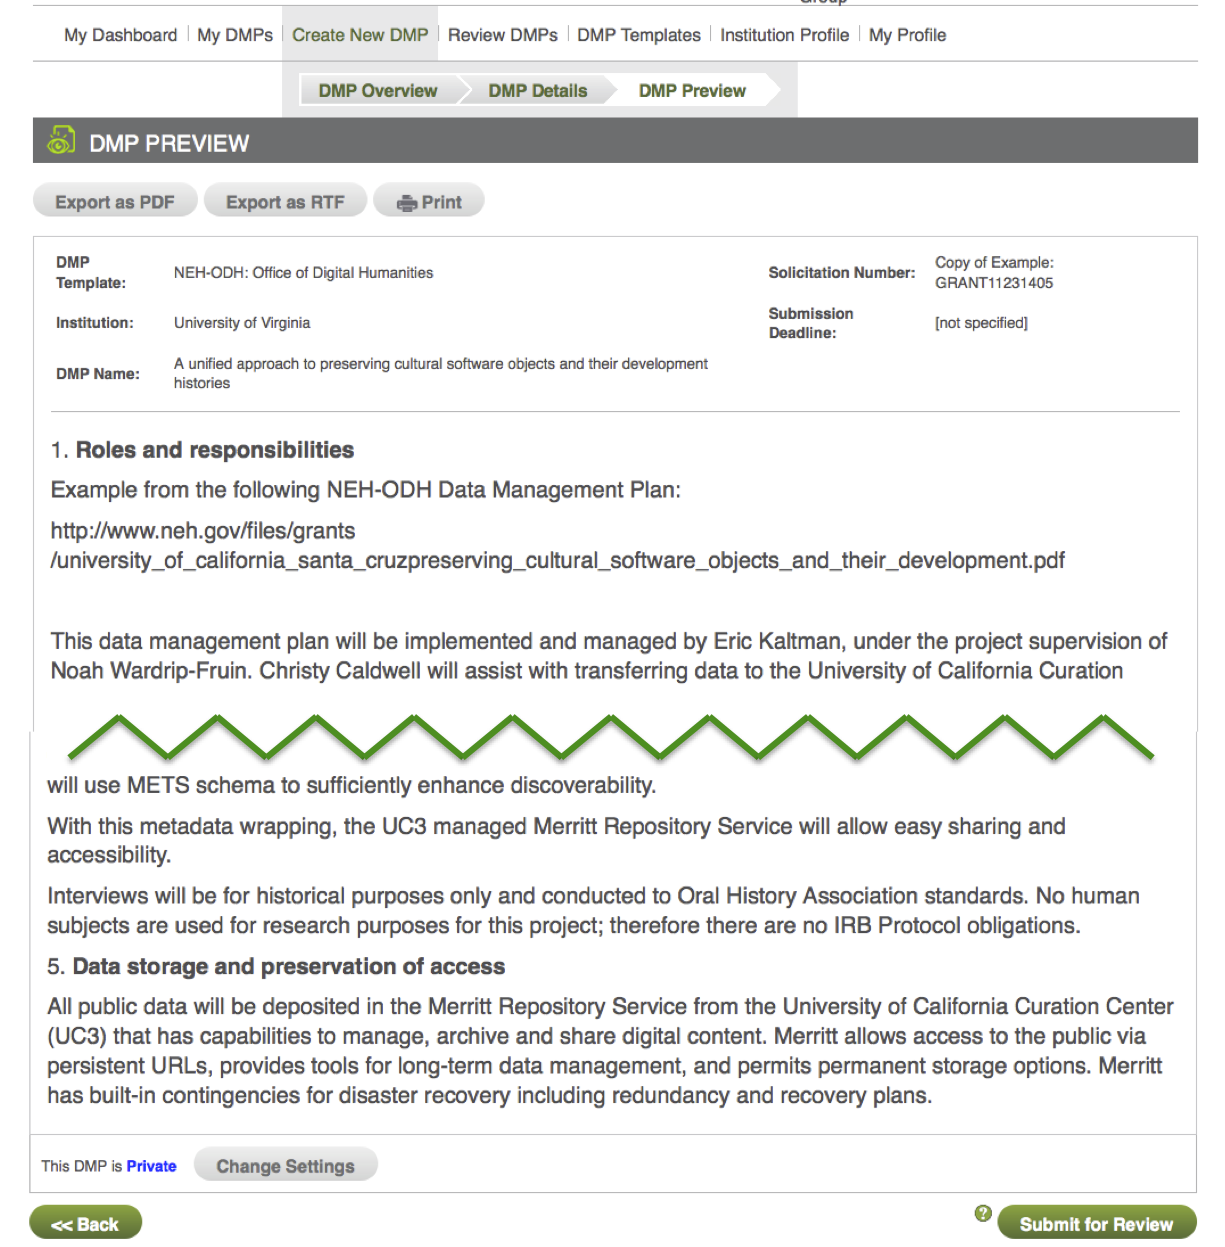 Group
My Dashboard My DMPs Create New DMP Review DMPs DMP Templates Institution Profile My Profile
DMP Overview DMP Details DMP Preview
DMP PREVIEW
Export as PDF Export as RTF Print
DMP Template: NEH-ODH: Office of Digital Humanities Solicitation Number: Copy of Example: GRANT11231405
Institution: University of Virginia Submission Deadline: [not specified]
DMP Name: A unified approach to preserving cultural software objects and their development
histories
1. Roles and responsibilities
Example from the following NEH-ODH Data Management Plan:
http://www.neh.gov/files/grants
/university_of_california_santa_cruzpreserving_cultural_software_objects_and_their_development.pdf
This data management plan will be implemented and managed by Eric Kaltman, under the project supervision of
Noah Wardrip-Fruin. Christy Caldwell will assist with transferring data to the University of California Curation
will use METS schema to sufficiently enhance discoverability.
With this metadata wrapping, the UC3 managed Merritt Repository Service will allow easy sharing and
accessibility.
Interviews will be for historical purposes only and conducted to Oral History Association standards. No human
subjects are used for research purposes for this project; therefore there are no IRB Protocol obligations.
5. Data storage and preservation of access
All public data will be deposited in the Merritt Repository Service from the University of California Curation Center
(UC3) that has capabilities to manage, archive and share digital content. Merritt allows access to the public via
persistent URLs, provides tools for long-term data management, and permits permanent storage options. Merritt
has built-in contingencies for disaster recovery including redundancy and recovery plans.
This DMP is Private Change Settings
<< Back ? Submit for Review